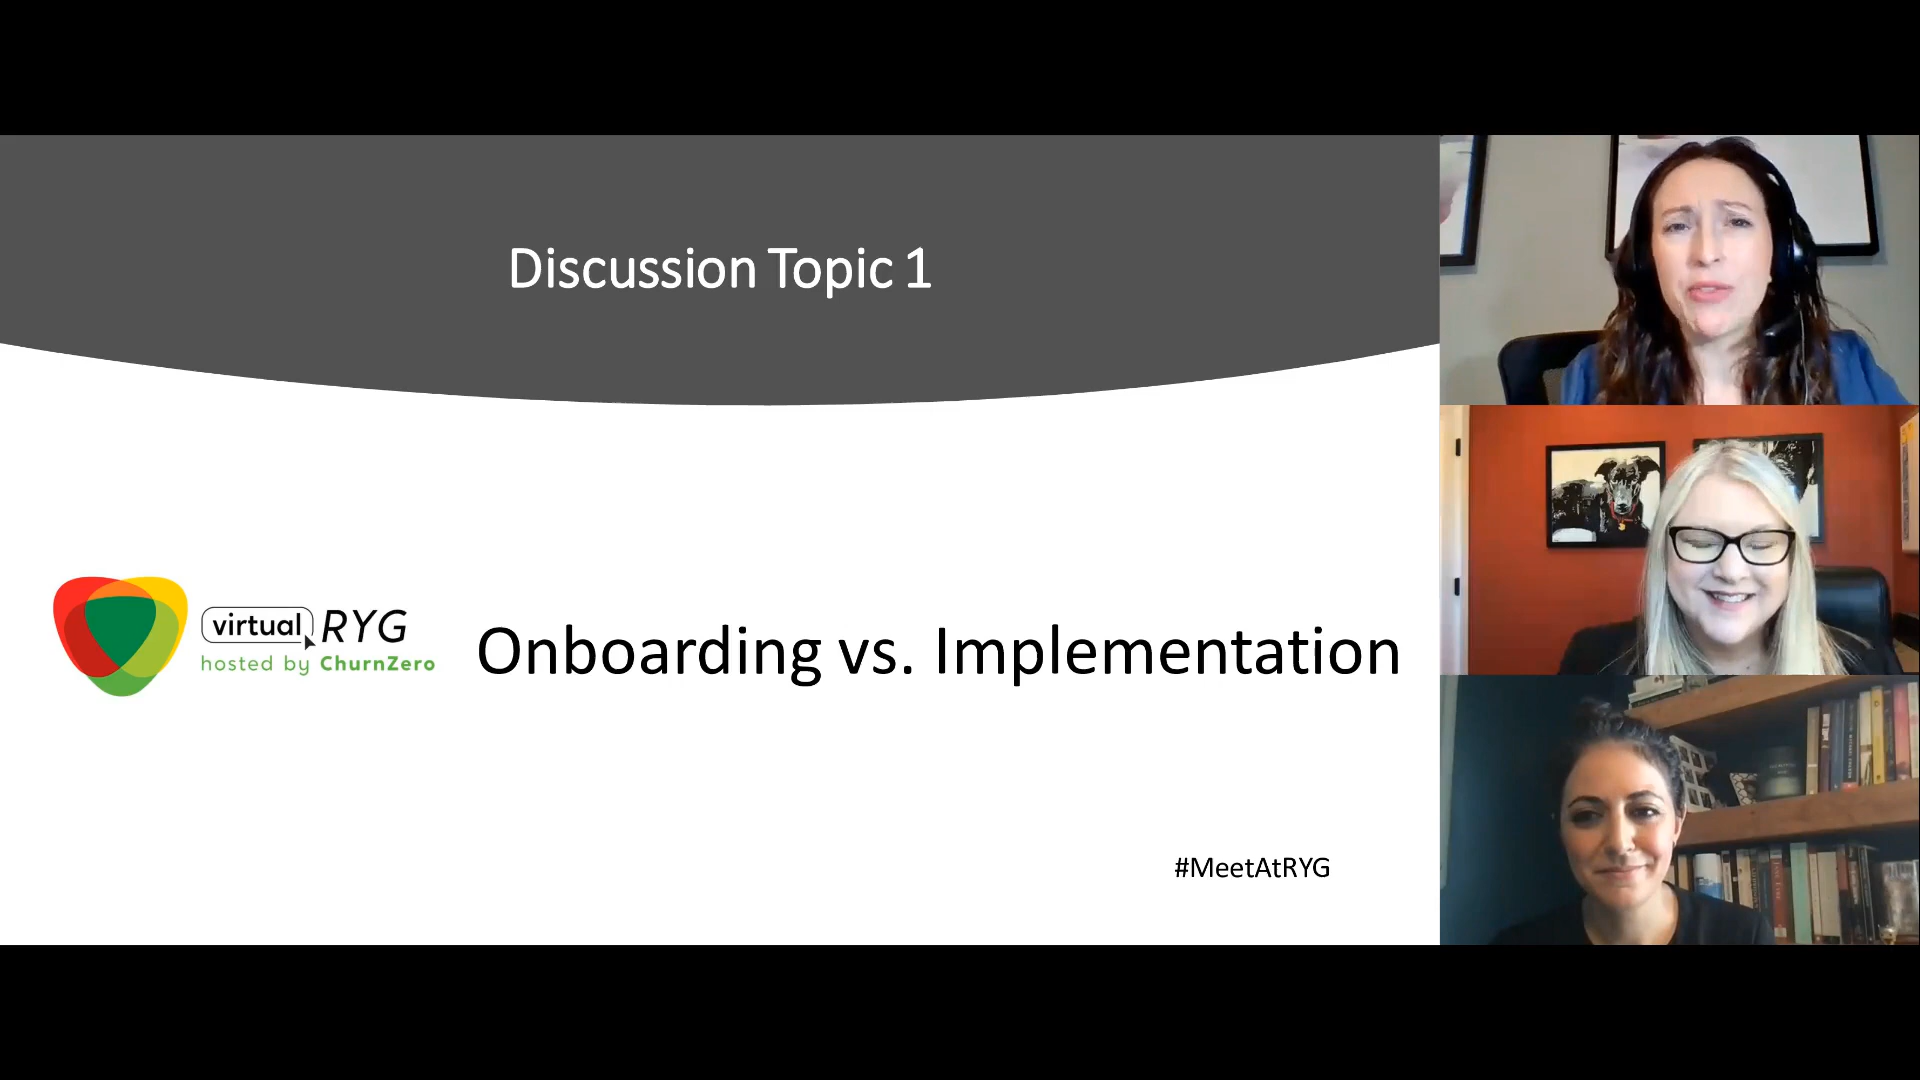 Discussion Topic 1
virtual RYG
hosted by ChurnZero
Onboarding vs. Implementation
#MeetAtRYG